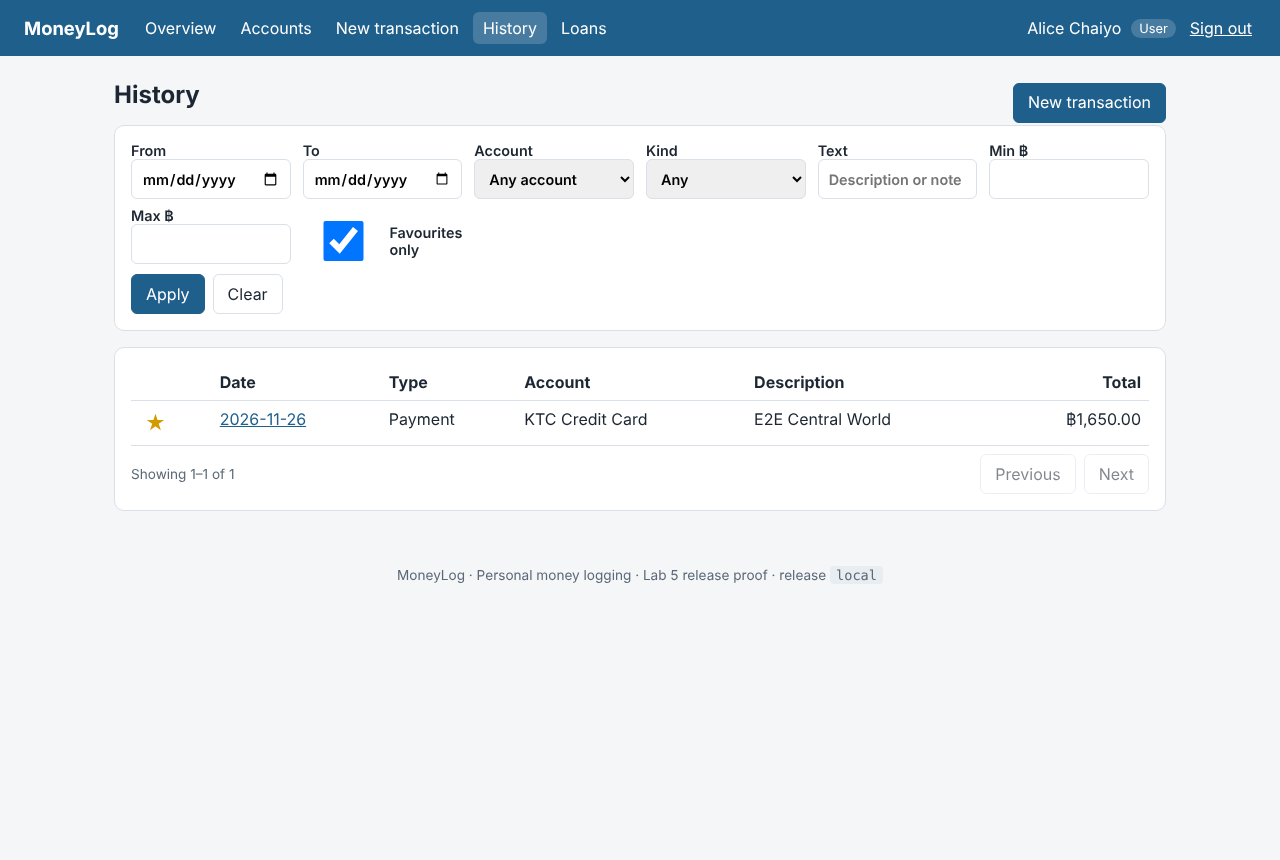 MoneyLog Overview Accounts New transaction History Loans Alice Chaiyo User Sign out
History New transaction
From To Account Kind Text Min ฿
mm/dd/yyyy mm/dd/yyyy Any account Any Description or note
Max ฿
Favourites
only
Apply Clear
Date Type Account Description Total
★ 2026-11-26 Payment KTC Credit Card E2E Central World ฿1,650.00
Showing 1–1 of 1 Previous Next
MoneyLog · Personal money logging · Lab 5 release proof · release local